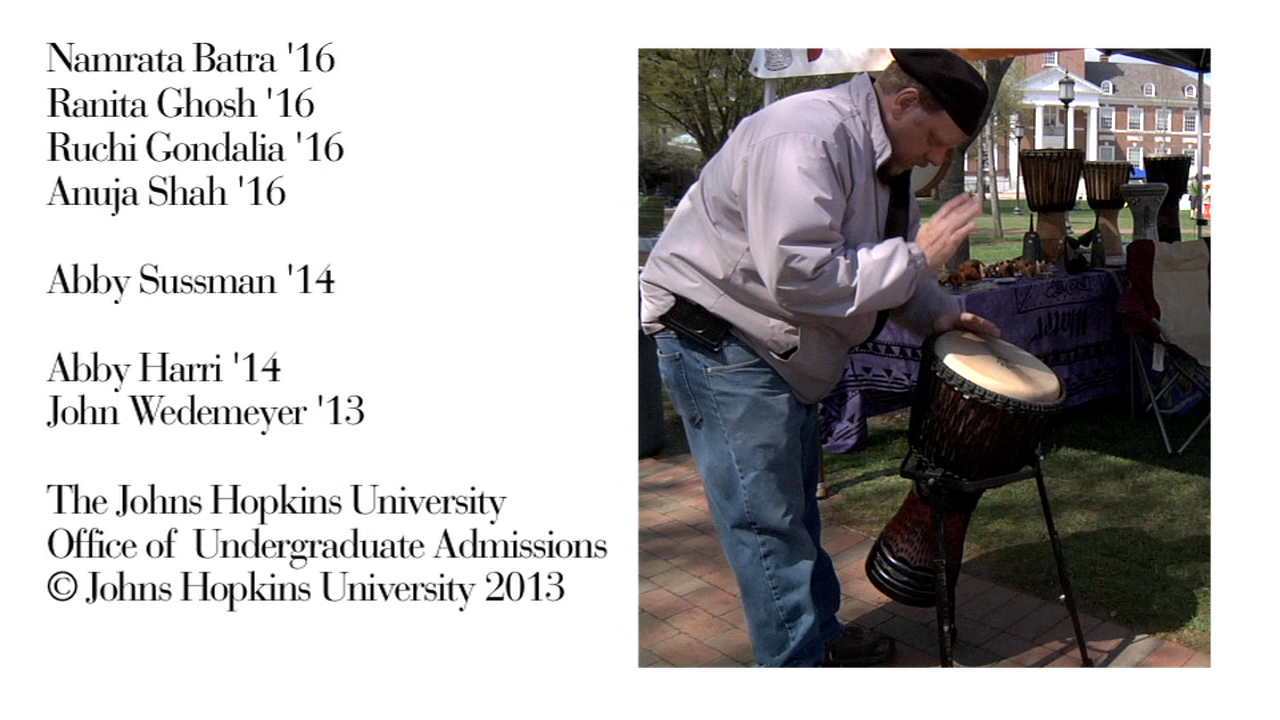 Namrata Batra '16
Ranita Ghosh '16
Ruchi Gondalia '16
Anuja Shah '16
Abby Sussman '14
Abby Harri '14
John Wedemeyer '13
The Johns Hopkins University
Office of Undergraduate Admissions
© Johns Hopkins University 2013